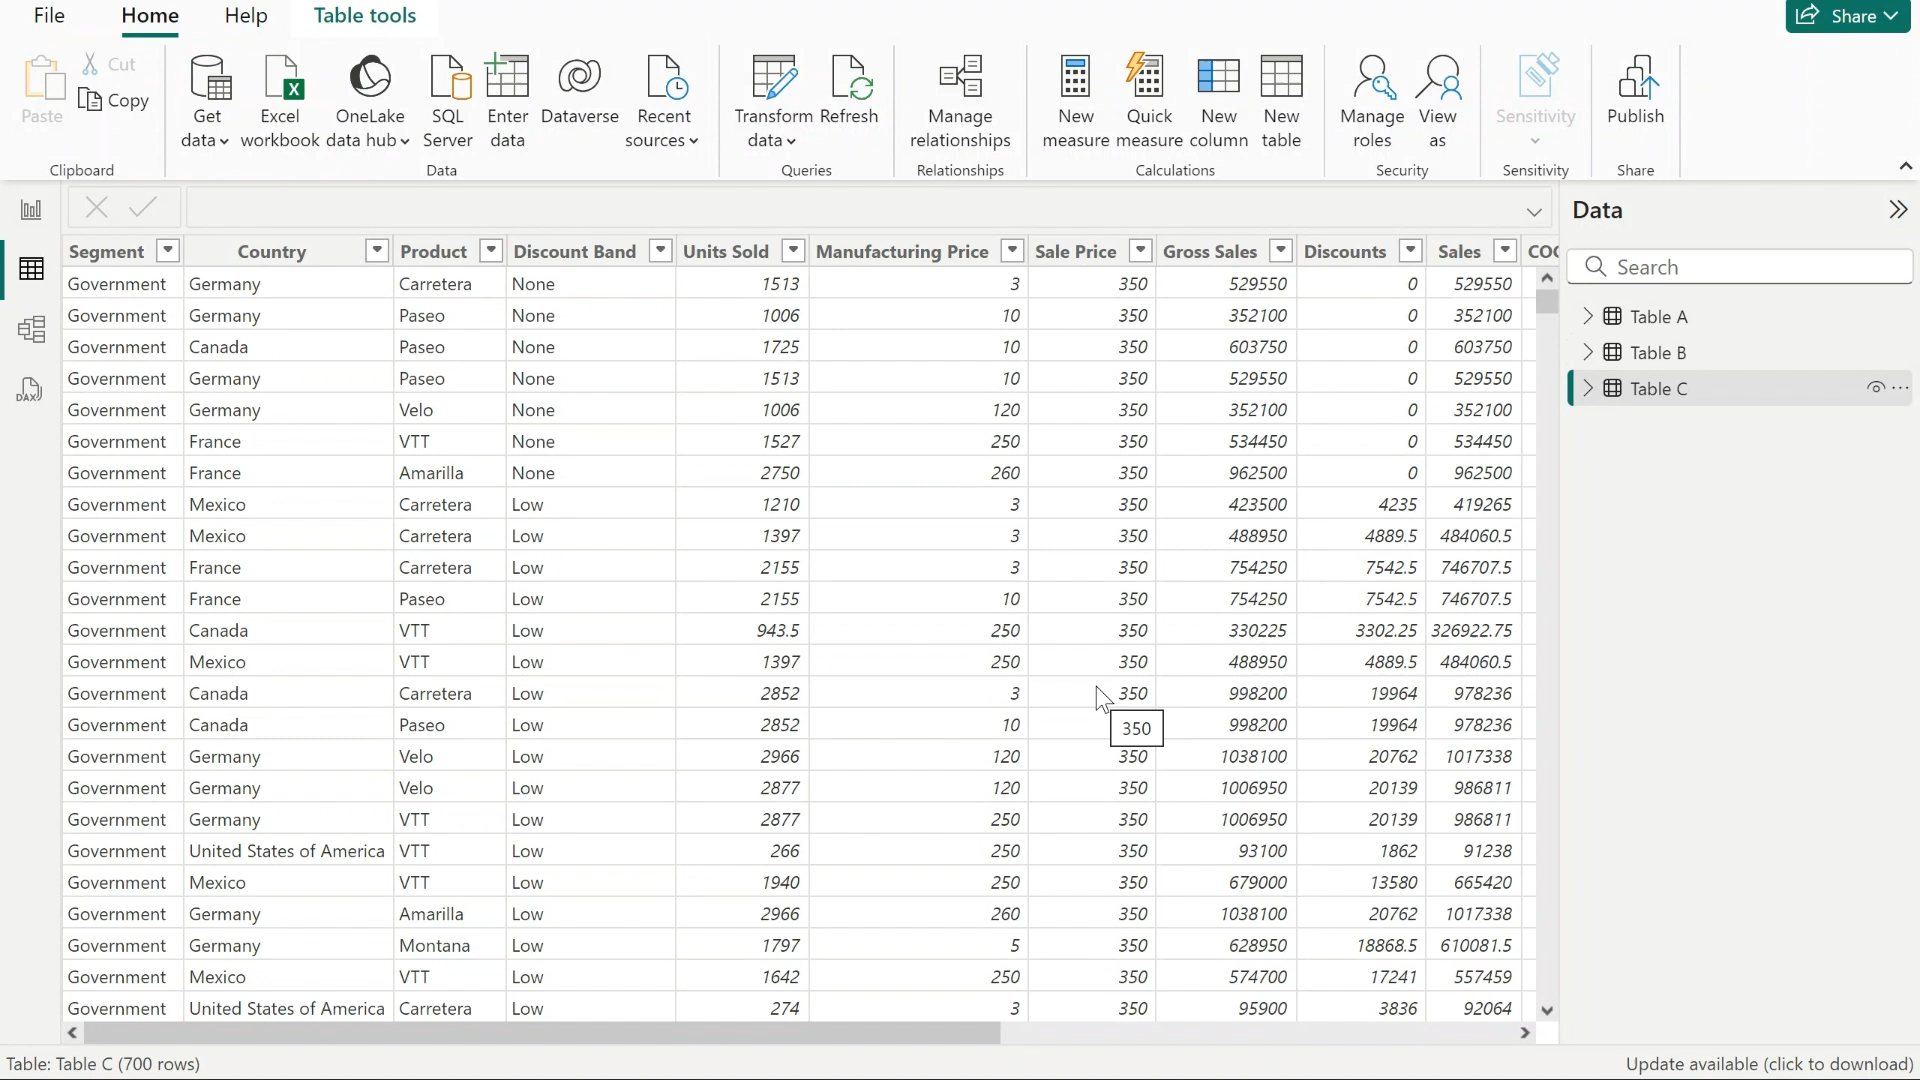 File Home Help Table tools Share
Paste Cut Copy
Get data Excel workbook OneLake data hub SQL Server Enter data Dataverse Recent sources Transform data Refresh Manage relationships New measure Quick measure New column New table Manage roles View as Sensitivity Publish
Clipboard Data Queries Relationships Calculations Security Sensitivity Share
Data
Segment Country Product Discount Band Units Sold Manufacturing Price Sale Price Gross Sales Discounts Sales COG
Search
Government Germany Carretera None 1513 3 350 529550 0 529550
Government Germany Paseo None 1006 10 350 352100 0 352100
Government Canada Paseo None 1725 10 350 603750 0 603750
Government Germany Paseo None 1513 10 350 529550 0 529550
Government Germany Velo None 1006 120 350 352100 0 352100
Government France VTT None 1527 250 350 534450 0 534450
Government France Amarilla None 2750 260 350 962500 0 962500
Government Mexico Carretera Low 1210 3 350 423500 4235 419265
Government Mexico Carretera Low 1397 3 350 488950 4889.5 484060.5
Government France Carretera Low 2155 3 350 754250 7542.5 746707.5
Government France Paseo Low 2155 10 350 754250 7542.5 746707.5
Government Canada VTT Low 943.5 250 350 330225 3302.25 326922.75
Government Mexico VTT Low 1397 250 350 488950 4889.5 484060.5
Government Canada Carretera Low 2852 3 350 998200 19964 978236
Government Canada Paseo Low 2852 10 350 998200 19964 978236
Government Germany Velo Low 2966 120 350 1038100 20762 1017338
Government Germany Velo Low 2877 120 350 1006950 20139 986811
Government Germany VTT Low 2877 250 350 1006950 20139 986811
Government United States of America VTT Low 266 250 350 93100 1862 91238
Government Mexico VTT Low 1940 250 350 679000 13580 665420
Government Germany Amarilla Low 2966 260 350 1038100 20762 1017338
Government Germany Montana Low 1797 5 350 628950 18868.5 610081.5
Government Mexico VTT Low 1642 250 350 574700 17241 557459
Government United States of America Carretera Low 274 3 350 95900 3836 92064
Table A
Table B
Table C
DAX
Table: Table C (700 rows) Update available (click to download)